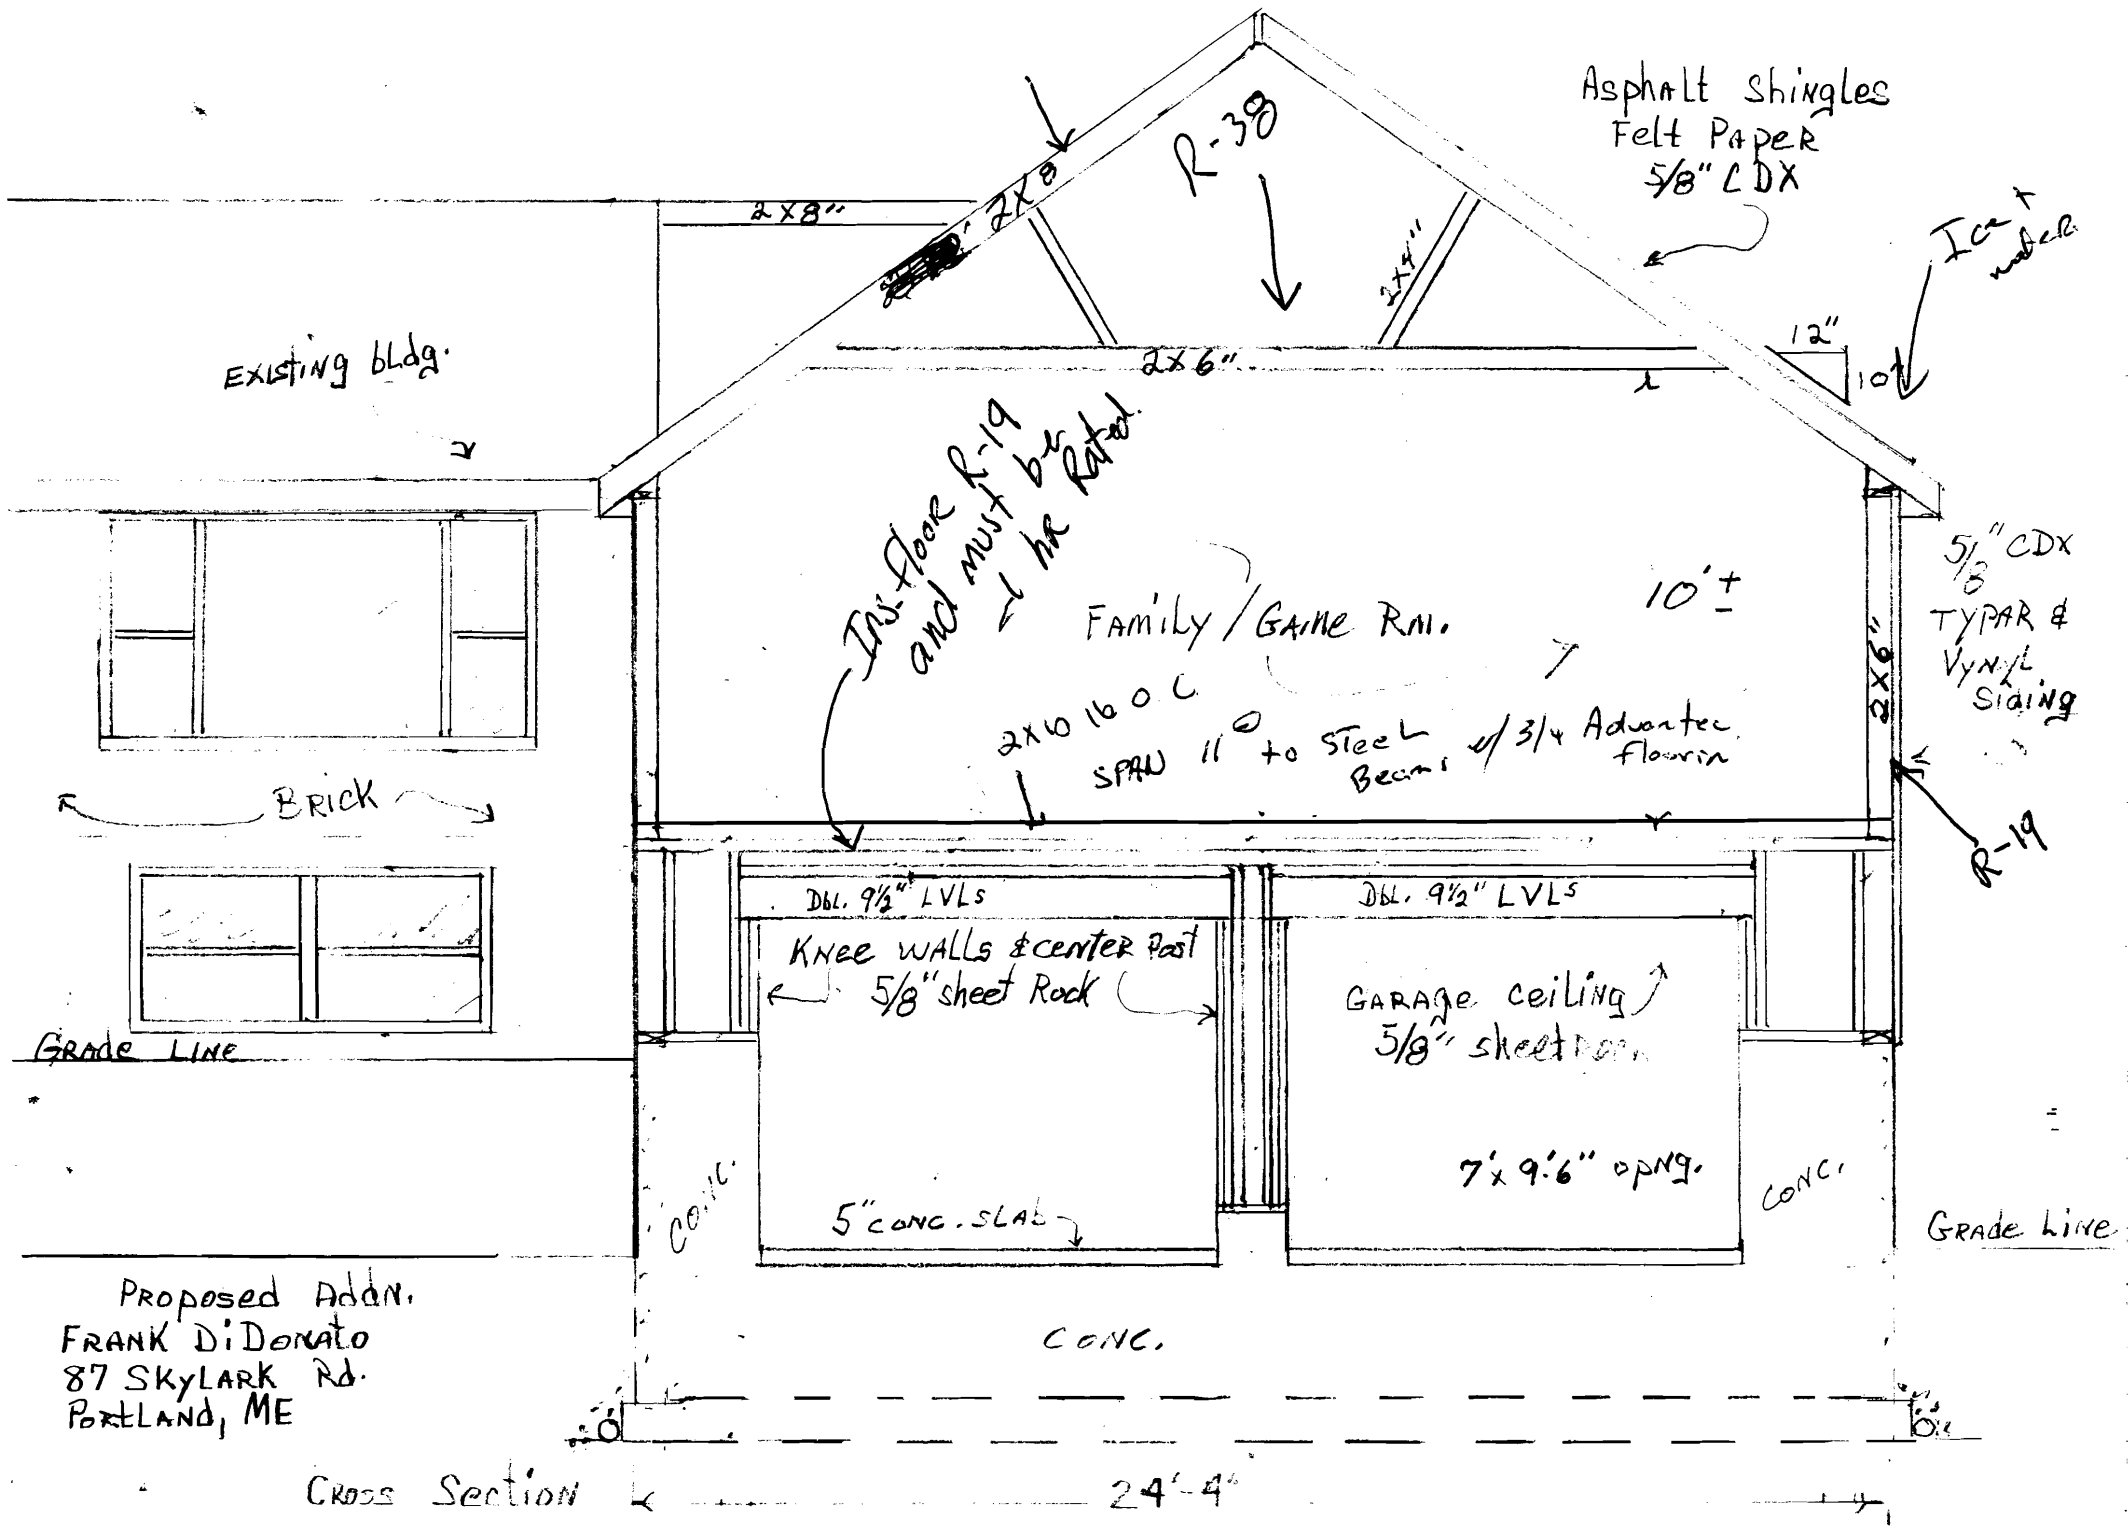 Asphalt Shingles
Felt Paper
5/8" CDX
R-38
2X8"
2X8
2X4"
Ice +
water
12"
10"
Existing bldg.
2X6"
Ins. floor R-19
and must be
1 hr Rated.
5/8" CDX
TYPAR &
Vynyl
Siding
10' ±
Family / Game Rm.
2X6"
2X10 16 O C
SPAN 11' 0 to Steel
Beams w/ 3/4 Advantec
floorin
Brick
R-19
Dbl. 9½" LVLs
Dbl. 9½" LVLs
Knee walls & center Post
5/8" sheet Rock
Garage ceiling
5/8" sheet
Grade Line
7'x 9'6" opng.
conc.
conc.
5" conc. slab
Grade Line
Proposed Addn.
Frank DiDonato
87 Skylark Rd.
Portland, ME
conc.
Cross Section
24'-4"